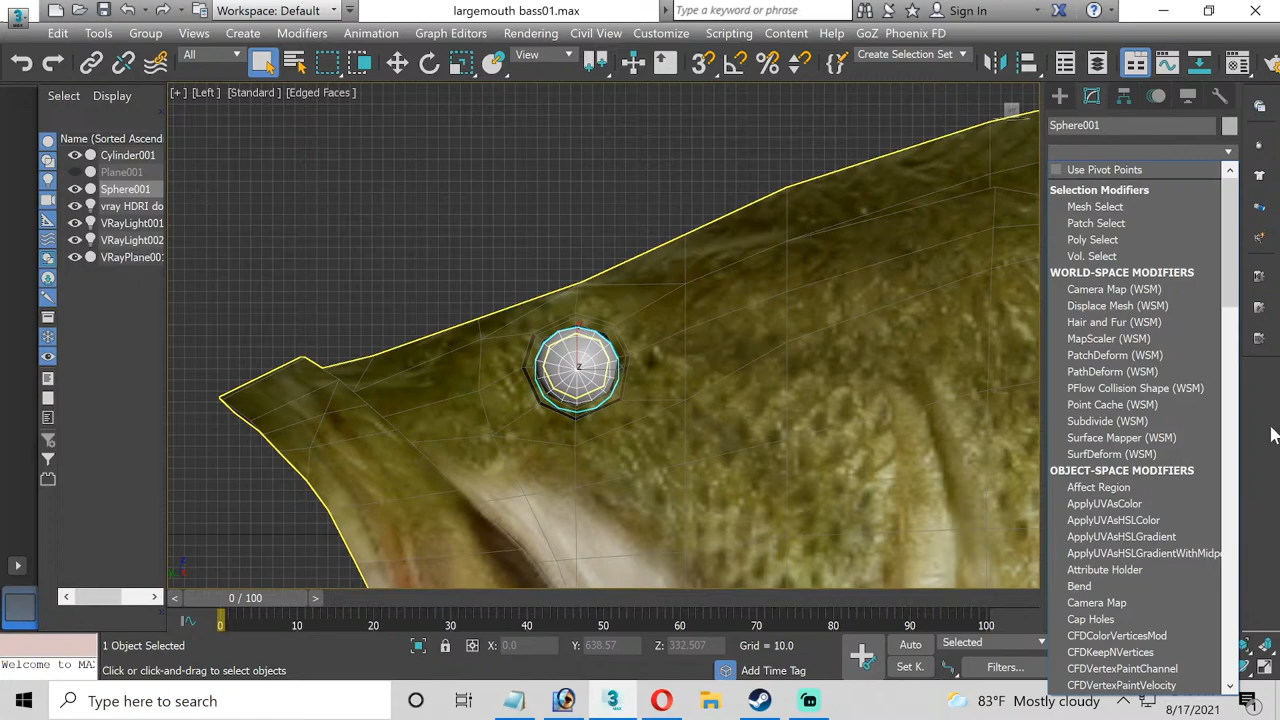 Workspace: Default
largemouth bass01.max
Type a keyword or phrase
Sign In
Edit Tools Group Views Create Modifiers Animation Graph Editors Rendering Civil View Customize Scripting Content Help GoZ Phoenix FD
All
View
Create Selection Set
Select Display
[+] [Left] [Standard] [Edged Faces]
Name (Sorted Ascend
Cylinder001
Plane001
Sphere001
vray HDRI do
VRayLight001
VRayLight002
VRayPlane001
Sphere001
Use Pivot Points
Selection Modifiers
Mesh Select
Patch Select
Poly Select
Vol. Select
WORLD-SPACE MODIFIERS
Camera Map (WSM)
Displace Mesh (WSM)
Hair and Fur (WSM)
MapScaler (WSM)
PatchDeform (WSM)
PathDeform (WSM)
PFlow Collision Shape (WSM)
Point Cache (WSM)
Subdivide (WSM)
Surface Mapper (WSM)
SurfDeform (WSM)
OBJECT-SPACE MODIFIERS
Affect Region
ApplyUVAsColor
ApplyUVAsHSLColor
ApplyUVAsHSLGradient
ApplyUVAsHSLGradientWithMidp
Attribute Holder
Bend
Camera Map
Cap Holes
CFDColorVerticesMod
CFDKeepNVertices
CFDVertexPaintChannel
CFDVertexPaintVelocity
z
y
0 / 100
0 10 20 30 40 50 60 70 80 90 100
1 Object Selected
X: 0.0 Y: 638.57 Z: 332.507 Grid = 10.0
Auto
Selected
Welcome to MA
Click or click-and-drag to select objects
Add Time Tag
Set K.
Filters...
Type here to search
83°F Mostly cloudy
8/17/2021